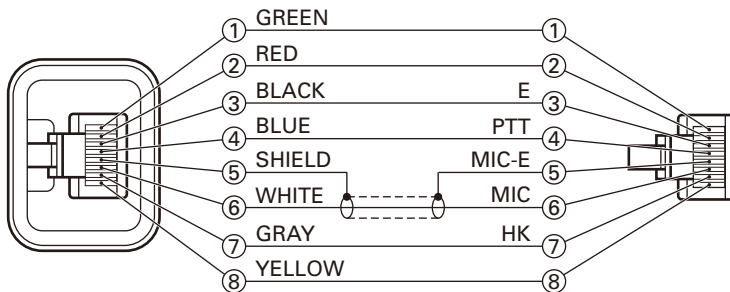 ① GREEN ①
② RED ②
③ BLACK E ③
④ BLUE PTT ④
⑤ SHIELD MIC-E ⑤
⑥ WHITE MIC ⑥
⑦ GRAY HK ⑦
⑧ YELLOW ⑧